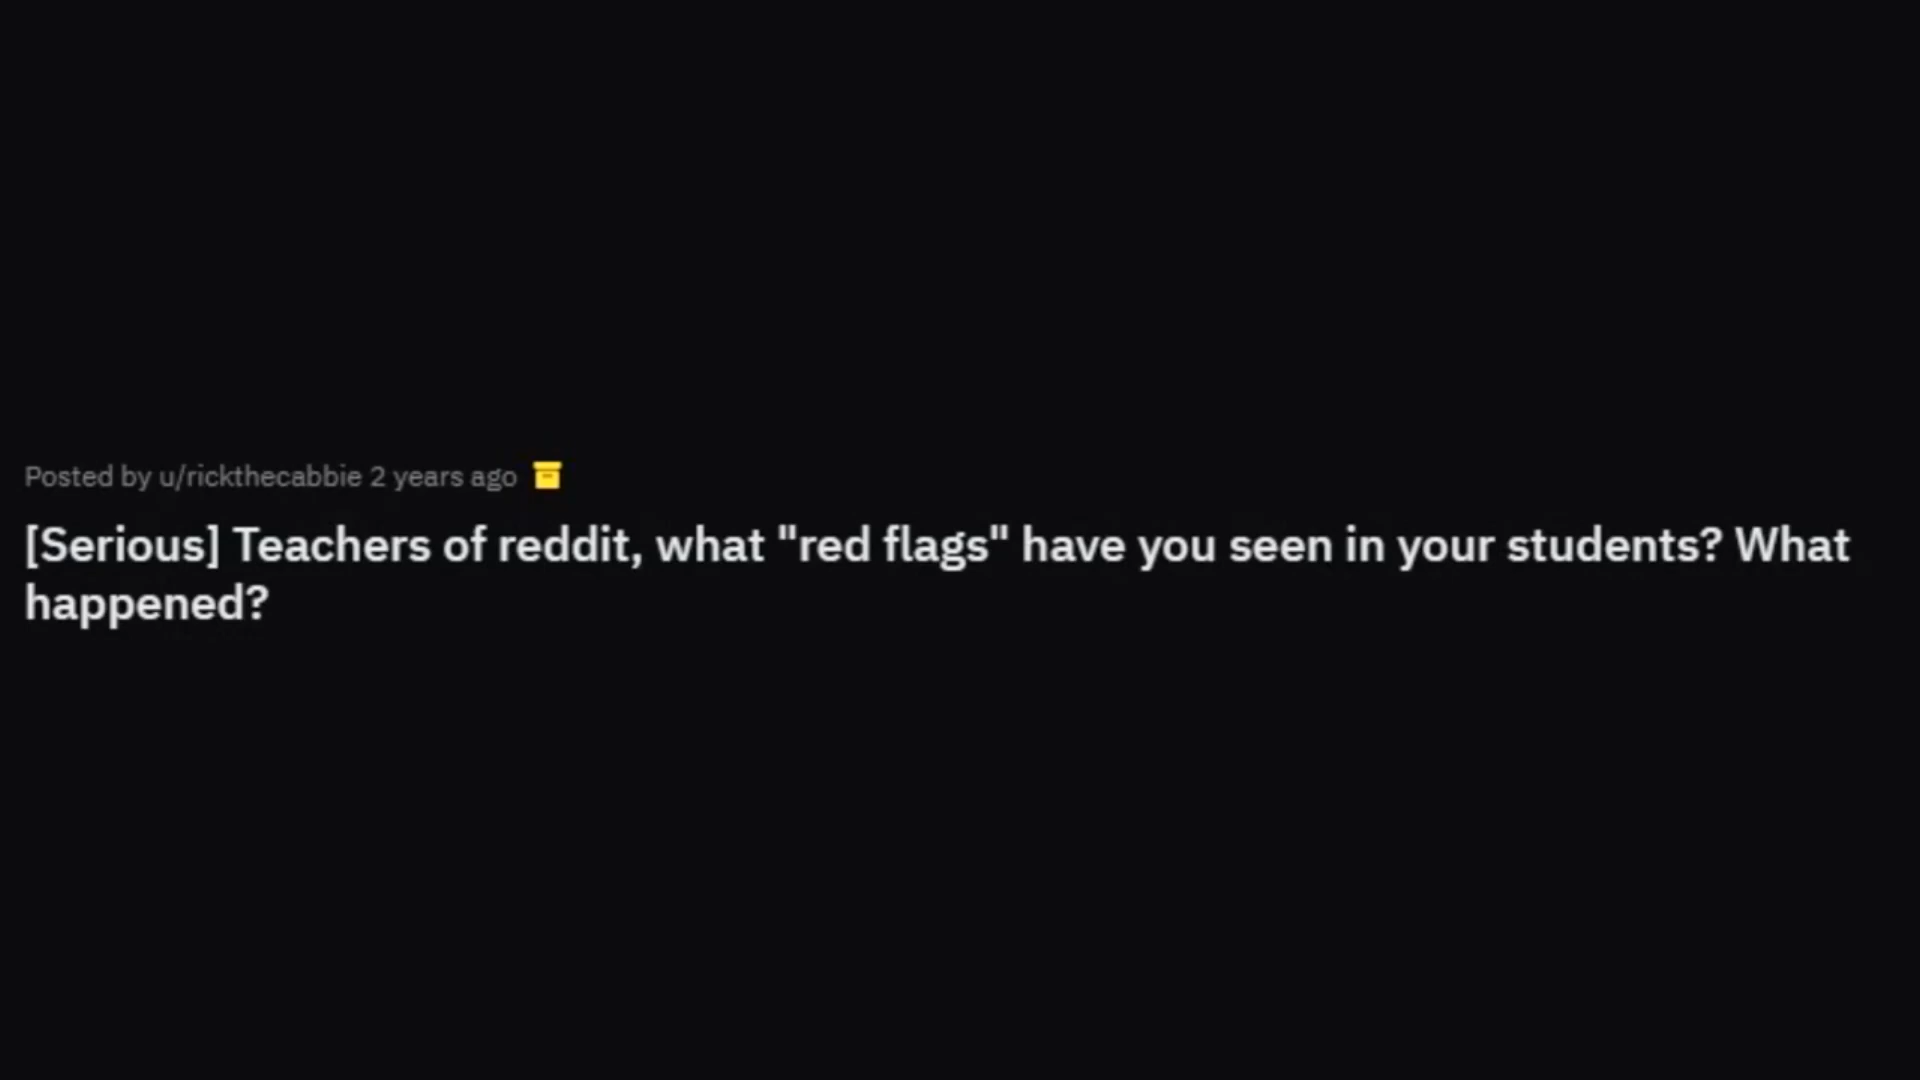 Posted by u/rickthecabbie 2 years ago
[Serious] Teachers of reddit, what "red flags" have you seen in your students? What
happened?